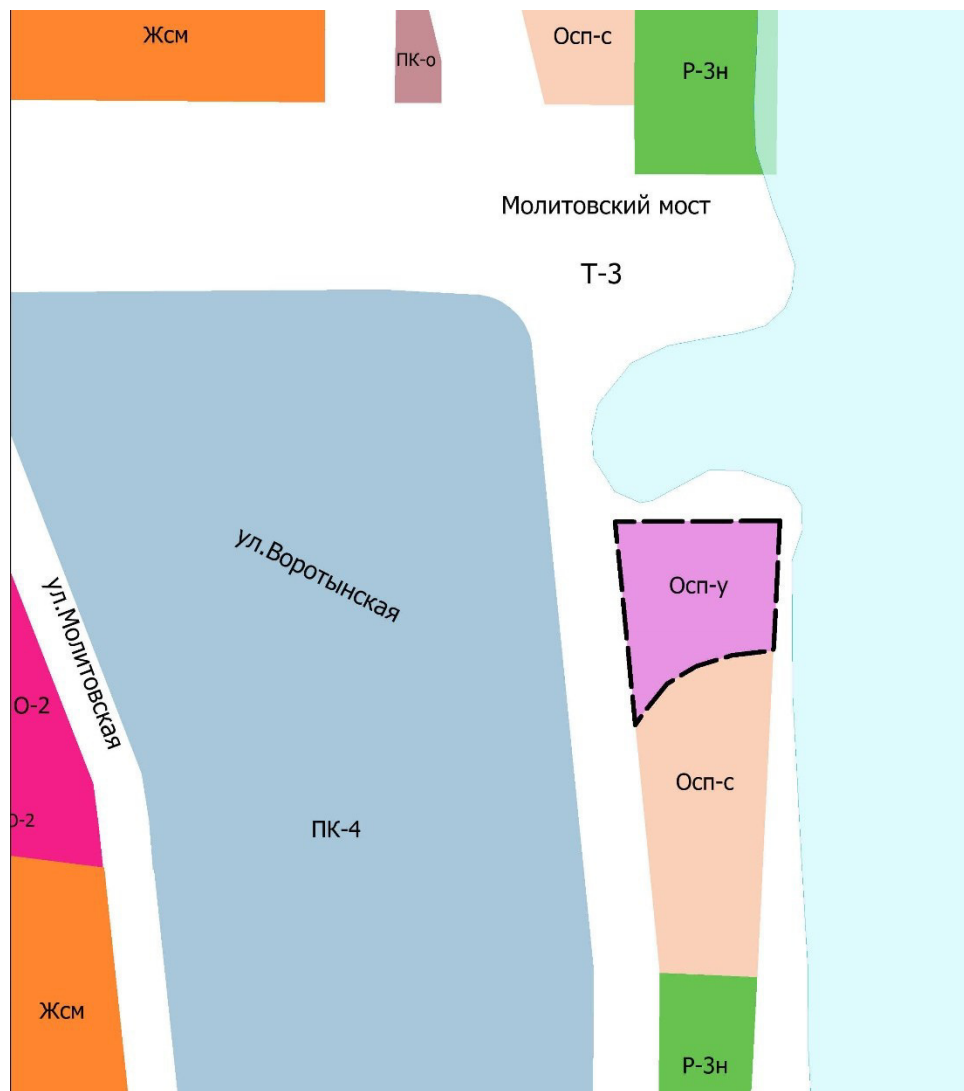 Жсм
ПК-о
Осп-с
Р-3н
Молитовский мост
Т-3
ул.Воротынская
Осп-у
ул.Молитовская
О-2
Осп-с
О-2
ПК-4
Жсм
Р-3н